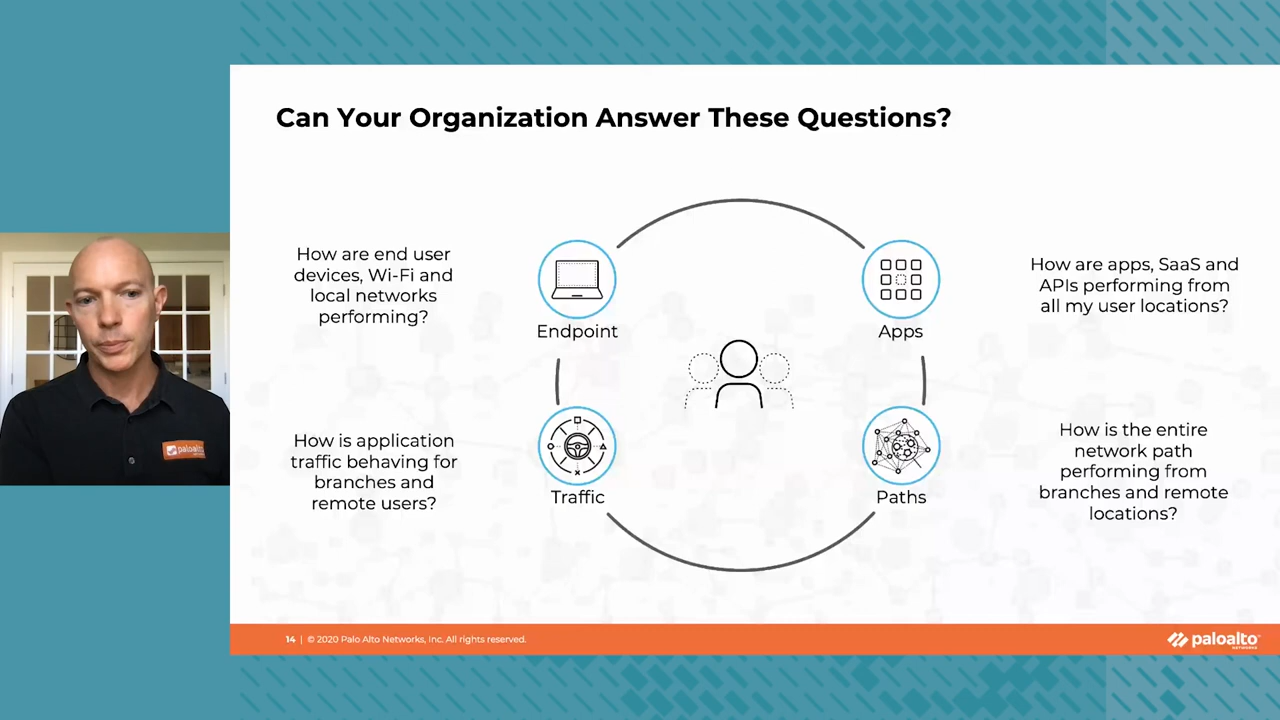 Can Your Organization Answer These Questions?
How are end user
devices, Wi-Fi and
local networks
performing?
Endpoint
Apps
How are apps, SaaS and
APIs performing from
all my user locations?
How is application
traffic behaving for
branches and
remote users?
Traffic
Paths
How is the entire
network path
performing from
branches and remote
locations?
paloalto
14 | © 2020 Palo Alto Networks, Inc. All rights reserved.
paloalto
NETWORKS